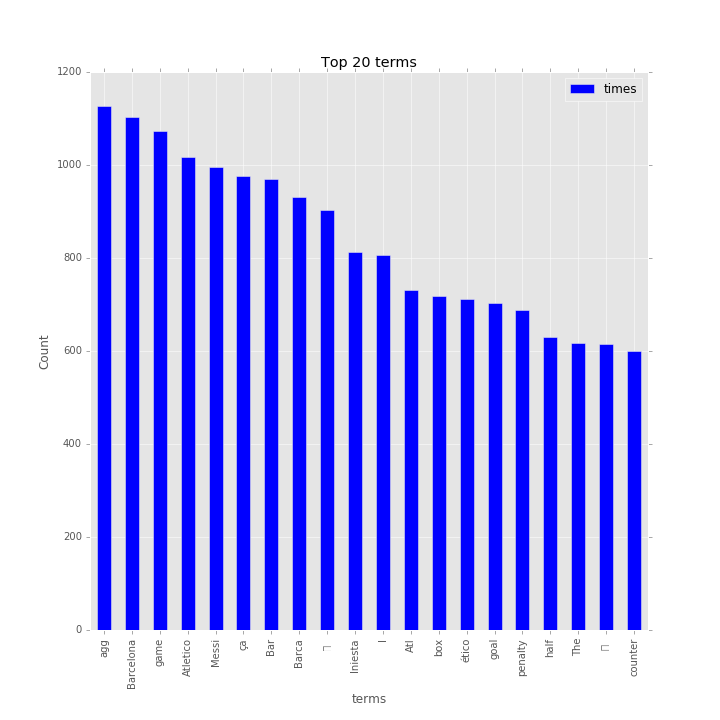 Top 20 terms
times
1200
1000
800
600
400
200
0
Count
agg
Barcelona
game
Atletico
Messi
ça
Bar
Barca
Iniesta
I
Atl
box
ético
goal
penalty
half
The
counter
terms